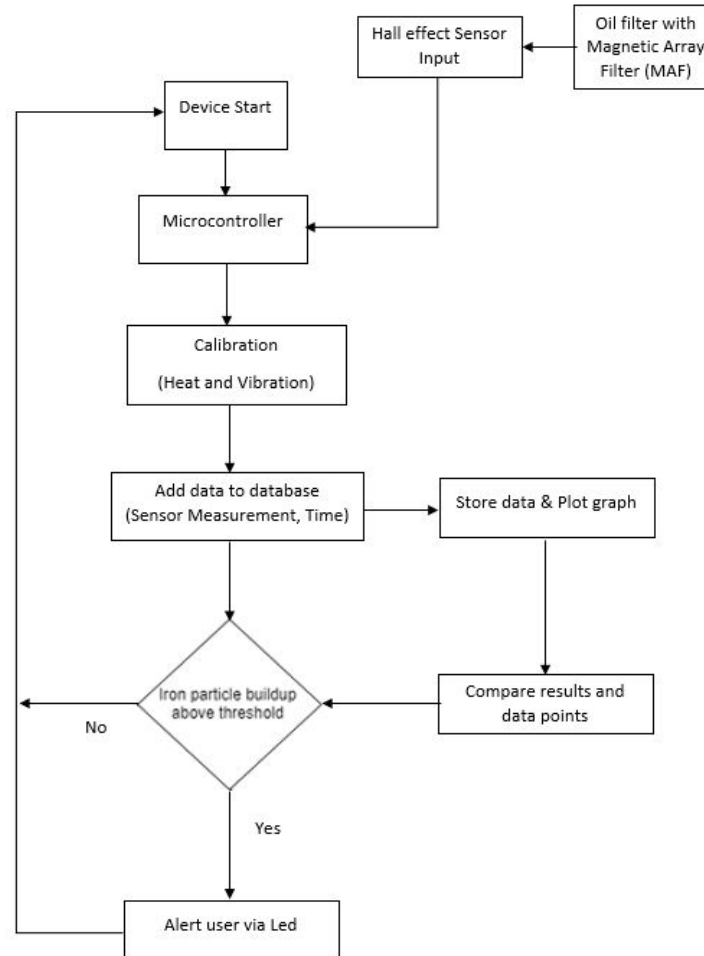 Oil filter with
Magnetic Array
Filter (MAF)
Hall effect Sensor
Input
Device Start
Microcontroller
Calibration
(Heat and Vibration)
Add data to database
(Sensor Measurement, Time)
Store data & Plot graph
Iron particle buildup
above threshold
Compare results and
data points
No
Yes
Alert user via Led